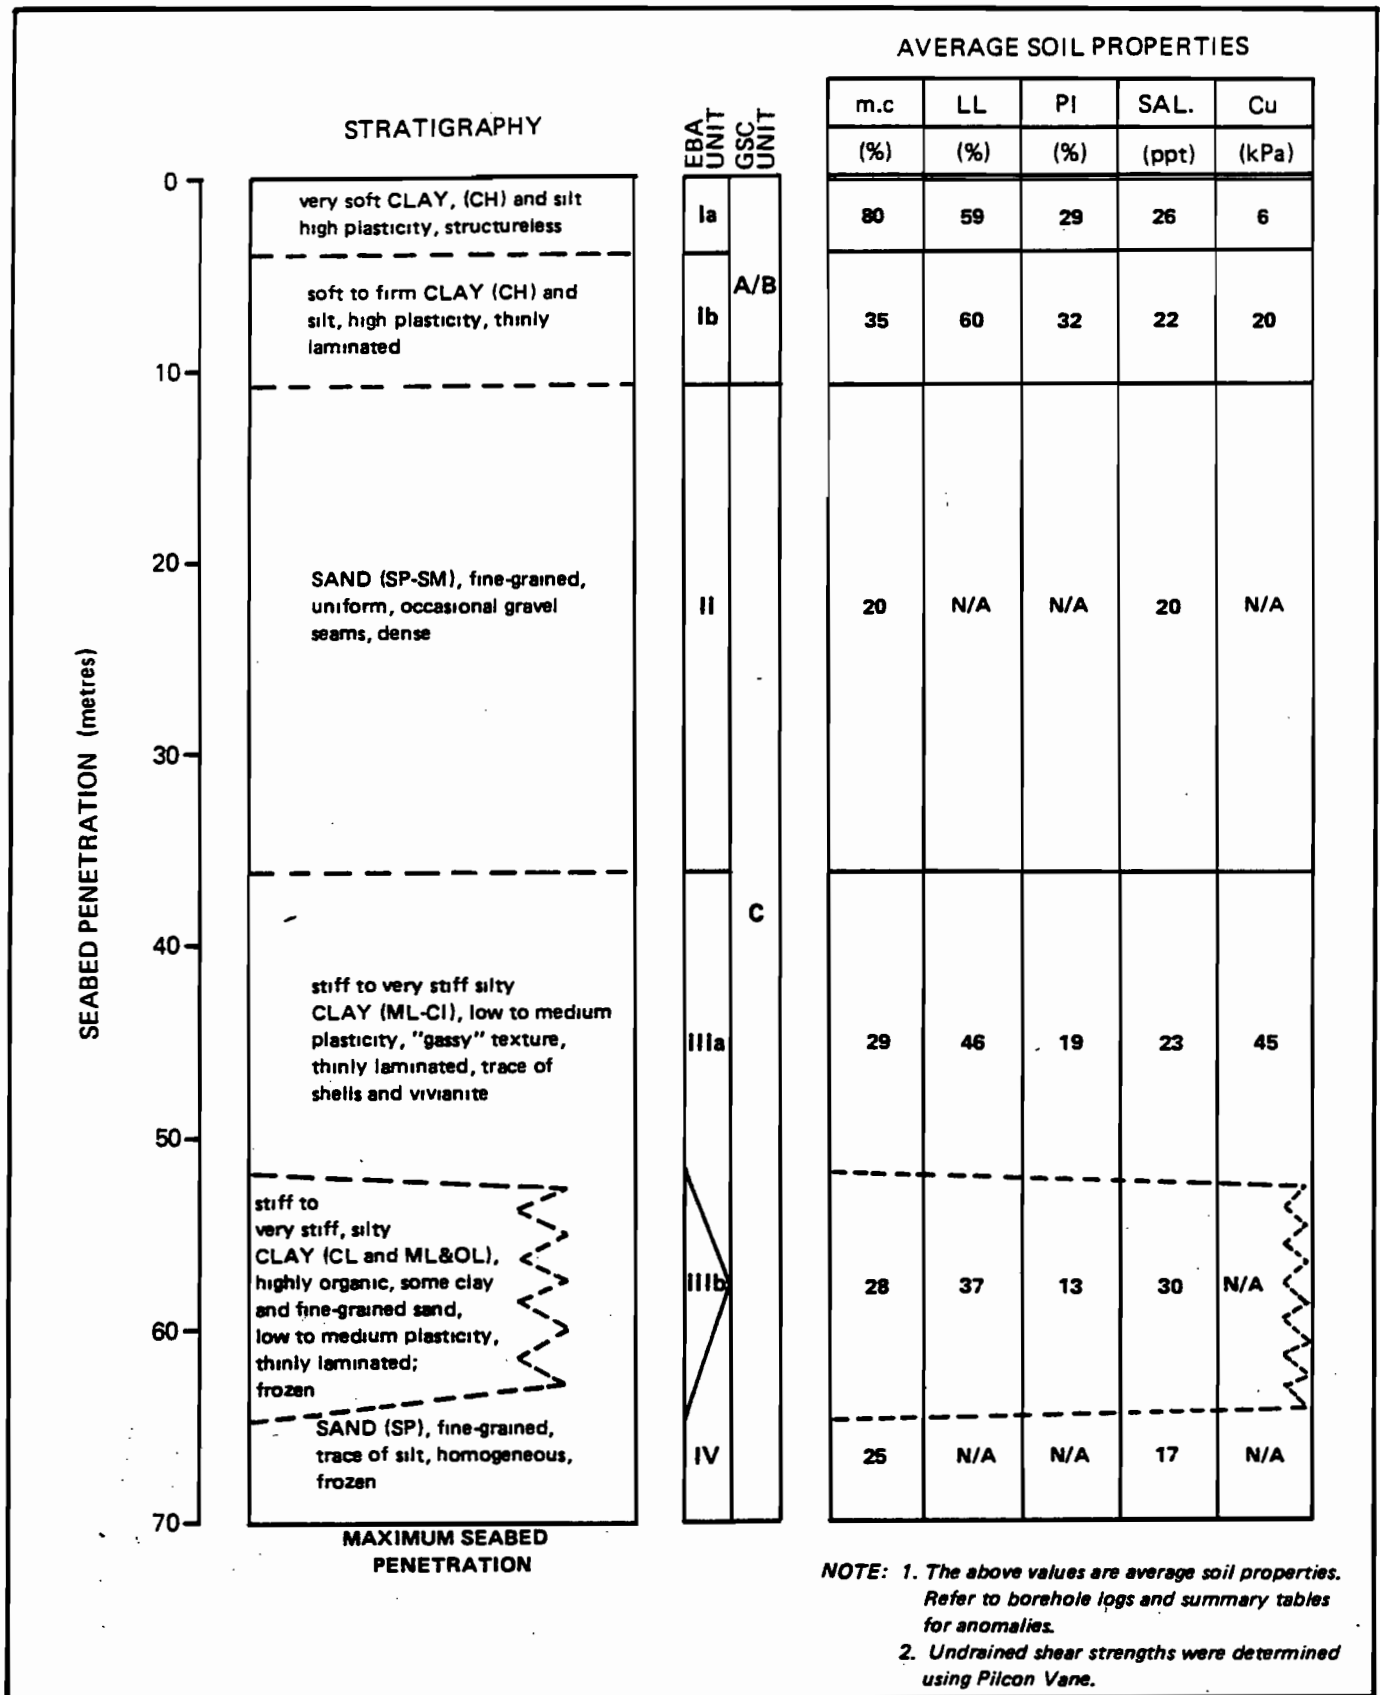 AVERAGE SOIL PROPERTIES
STRATIGRAPHY
EBA UNIT
GSC UNIT
m.c LL PI SAL. Cu
(%) (%) (%) (ppt) (kPa)
SEABED PENETRATION (metres)
0
10
20
30
40
50
60
70
very soft CLAY, (CH) and silt
high plasticity, structureless
Ia
80 59 29 26 6
A/B
soft to firm CLAY (CH) and
silt, high plasticity, thinly
laminated
Ib
35 60 32 22 20
SAND (SP-SM), fine-grained,
uniform, occasional gravel
seams, dense
II
20 N/A N/A 20 N/A
C
stiff to very stiff silty
CLAY (ML-CI), low to medium
plasticity, "gassy" texture,
thinly laminated, trace of
shells and vivianite
IIIa
29 46 19 23 45
stiff to
very stiff, silty
CLAY (CL and ML&OL),
highly organic, some clay
and fine-grained sand,
low to medium plasticity,
thinly laminated;
frozen
IIIb
28 37 13 30 N/A
SAND (SP), fine-grained,
trace of silt, homogeneous,
frozen
IV
25 N/A N/A 17 N/A
MAXIMUM SEABED
PENETRATION
NOTE: 1. The above values are average soil properties.
Refer to borehole logs and summary tables
for anomalies.
2. Undrained shear strengths were determined
using Pilcon Vane.